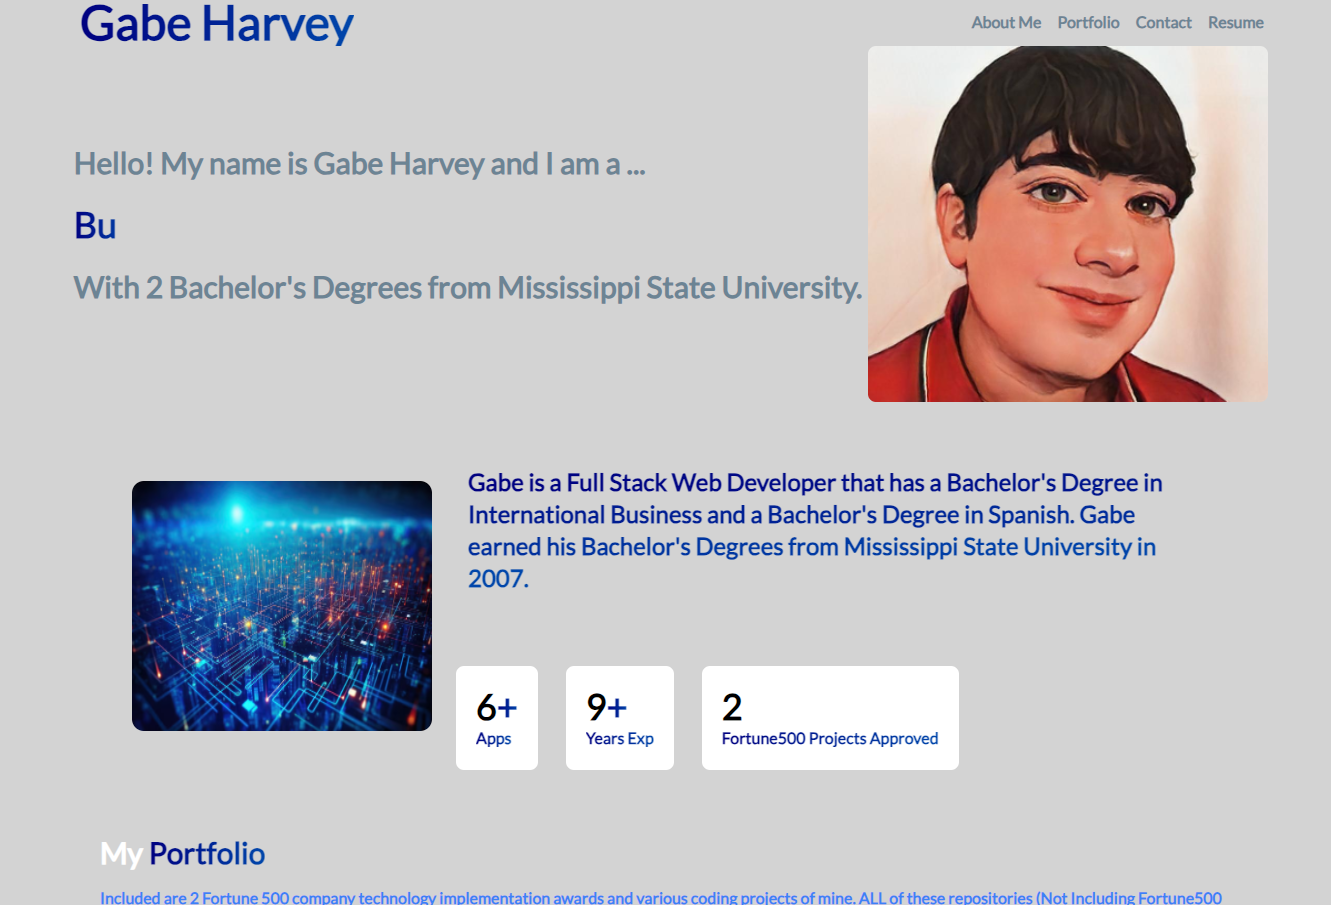 Gabe Harvey
About Me Portfolio Contact Resume
Hello! My name is Gabe Harvey and I am a ...
Bu
With 2 Bachelor's Degrees from Mississippi State University.
Gabe is a Full Stack Web Developer that has a Bachelor's Degree in
International Business and a Bachelor's Degree in Spanish. Gabe
earned his Bachelor's Degrees from Mississippi State University in
2007.
6+
Apps
9+
Years Exp
2
Fortune500 Projects Approved
My Portfolio
Included are 2 Fortune 500 company technology implementation awards and various coding projects of mine. ALL of these repositories (Not Including Fortune500